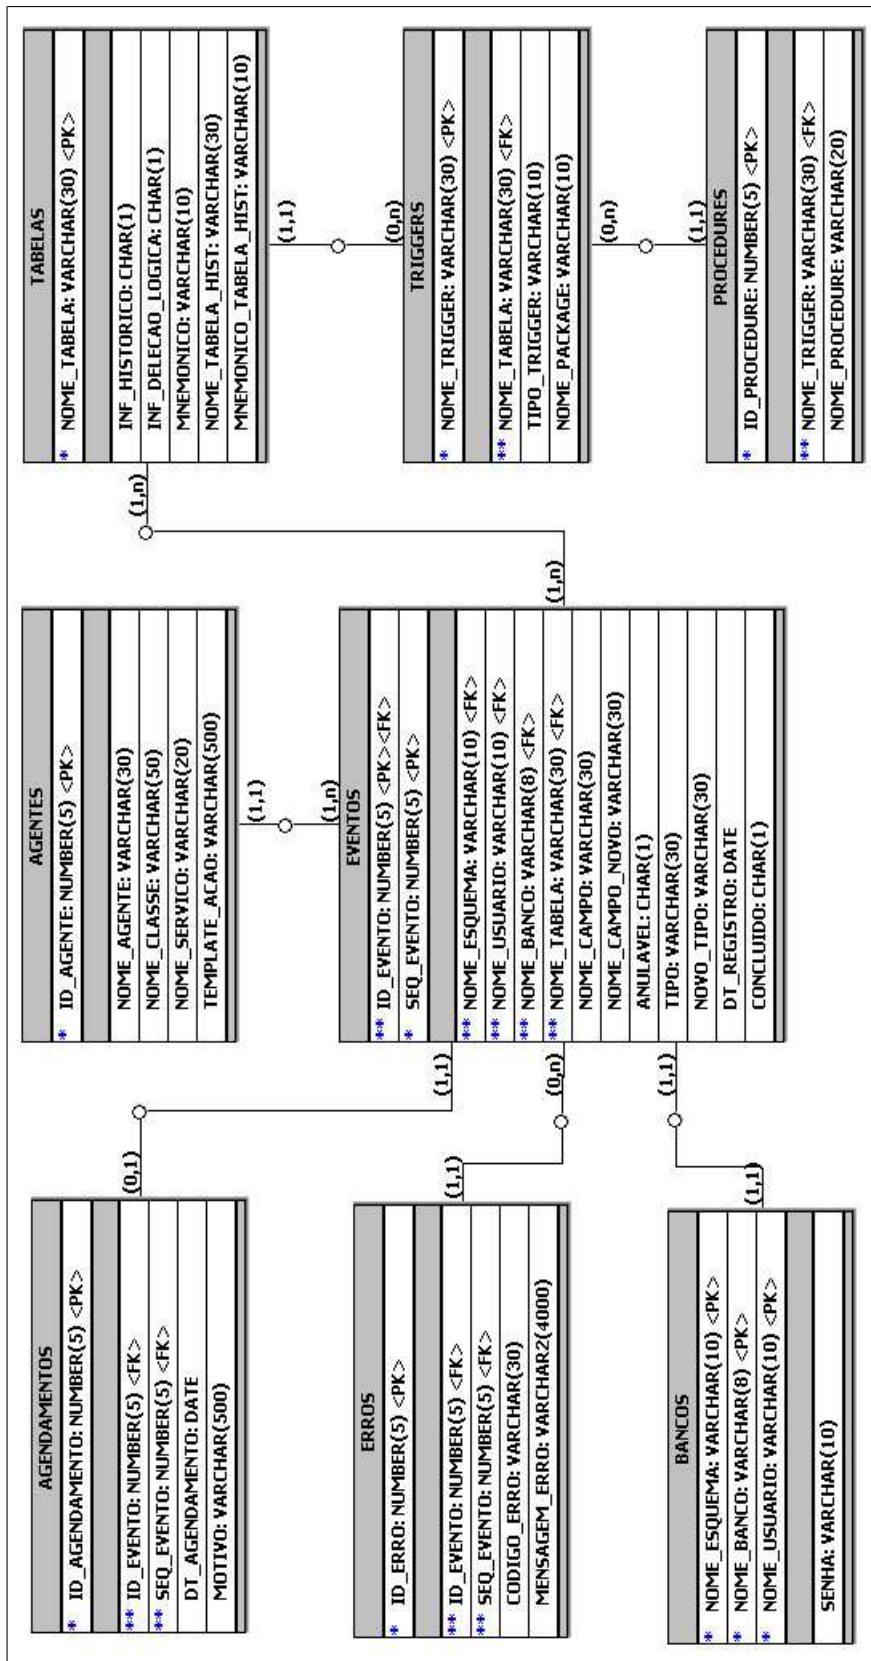 AGENDAMENTOS
* ID_AGENDAMENTO: NUMBER(5) <PK>
** ID_EVENTO: NUMBER(5) <FK>
** SEQ_EVENTO: NUMBER(5) <FK>
DT_AGENDAMENTO: DATE
MOTIVO: VARCHAR(500)
(0,1)
(1,1)
AGENTES
* ID_AGENTE: NUMBER(5) <PK>
NOME_AGENTE: VARCHAR(30)
NOME_CLASSE: VARCHAR(50)
NOME_SERVICO: VARCHAR(20)
TEMPLATE_ACAO: VARCHAR(500)
(1,1)
(1,n)
TABELAS
* NOME_TABELA: VARCHAR(30) <PK>
INF_HISTORICO: CHAR(1)
INF_DELECAO_LOGICA: CHAR(1)
MNEMONICO: VARCHAR(10)
NOME_TABELA_HIST: VARCHAR(30)
MNEMONICO_TABELA_HIST: VARCHAR(10)
(1,n)
(1,n)
(1,1)
(0,n)
ERROS
* ID_ERRO: NUMBER(5) <PK>
** ID_EVENTO: NUMBER(5) <FK>
** SEQ_EVENTO: NUMBER(5) <FK>
CODIGO_ERRO: VARCHAR(30)
MENSAGEM_ERRO: VARCHAR2(4000)
(1,1)
(0,n)
EVENTOS
** ID_EVENTO: NUMBER(5) <PK><FK>
* SEQ_EVENTO: NUMBER(5) <PK>
** NOME_ESQUEMA: VARCHAR(10) <FK>
** NOME_USUARIO: VARCHAR(10) <FK>
** NOME_BANCO: VARCHAR(8) <FK>
** NOME_TABELA: VARCHAR(30) <FK>
NOME_CAMPO: VARCHAR(30)
NOME_CAMPO_NOVO: VARCHAR(30)
ANULAVEL: CHAR(1)
TIPO: VARCHAR(30)
NOVO_TIPO: VARCHAR(30)
DT_REGISTRO: DATE
CONCLUIDO: CHAR(1)
TRIGGERS
* NOME_TRIGGER: VARCHAR(30) <PK>
** NOME_TABELA: VARCHAR(30) <FK>
TIPO_TRIGGER: VARCHAR(10)
NOME_PACKAGE: VARCHAR(10)
(0,n)
(1,1)
BANCOS
* NOME_ESQUEMA: VARCHAR(10) <PK>
* NOME_BANCO: VARCHAR(8) <PK>
* NOME_USUARIO: VARCHAR(10) <PK>
SENHA: VARCHAR(10)
(1,1)
(1,1)
PROCEDURES
* ID_PROCEDURE: NUMBER(5) <PK>
** NOME_TRIGGER: VARCHAR(30) <FK>
NOME_PROCEDURE: VARCHAR(20)